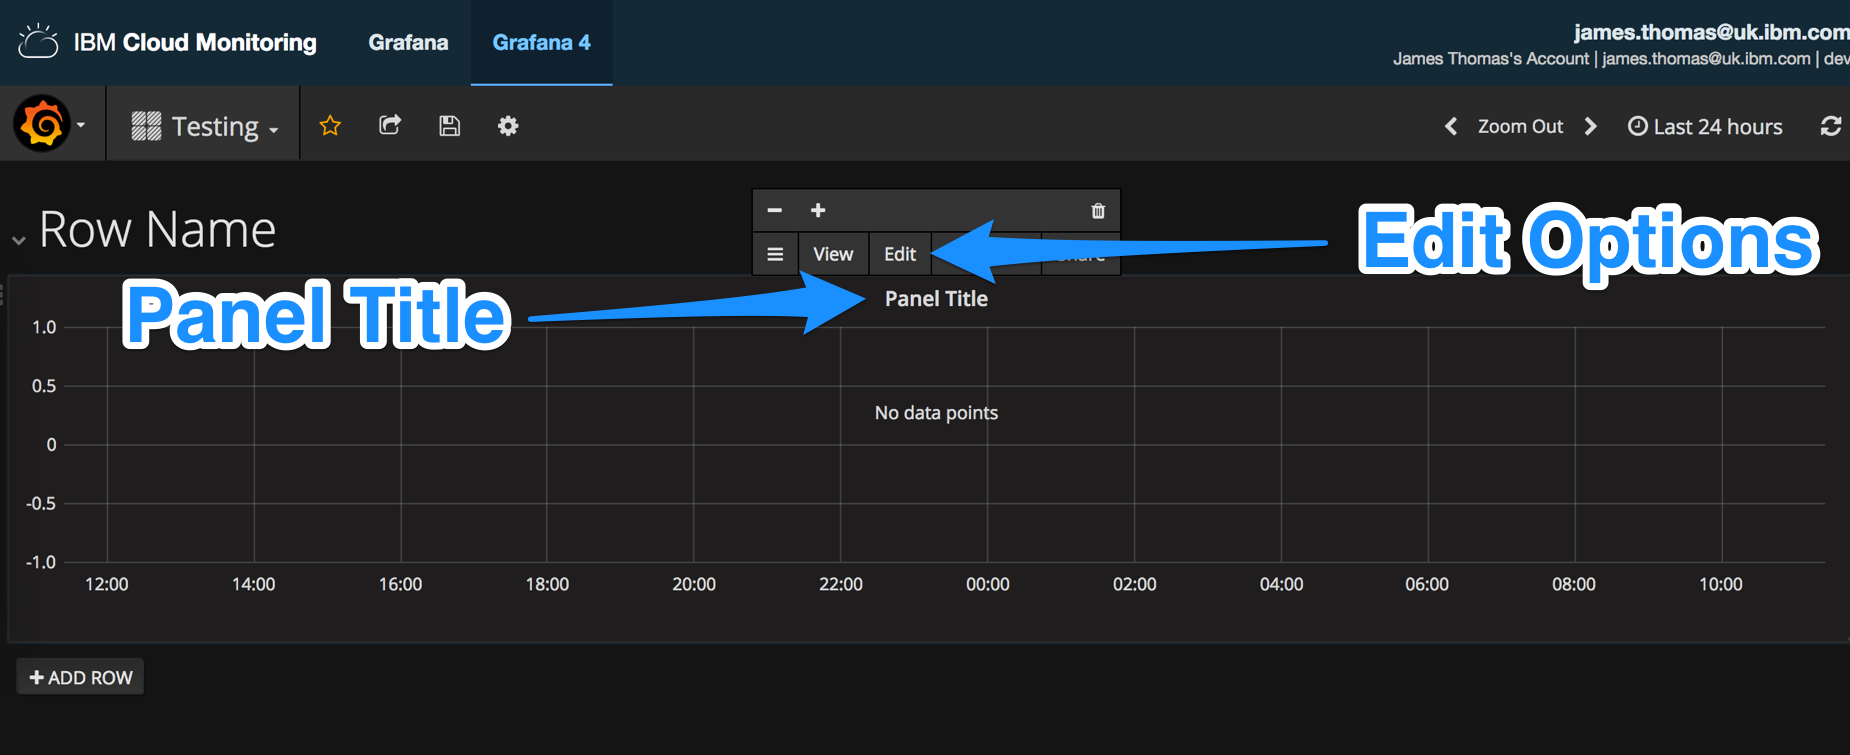 IBM Cloud Monitoring
Grafana
Grafana 4
james.thomas@uk.ibm.com
James Thomas's Account | james.thomas@uk.ibm.com | dev
Testing
Zoom Out
Last 24 hours
Row Name
View
Edit
Edit Options
Panel Title
Panel Title
1.0
0.5
No data points
0
-0.5
-1.0
12:00 14:00 16:00 18:00 20:00 22:00 00:00 02:00 04:00 06:00 08:00 10:00
ADD ROW